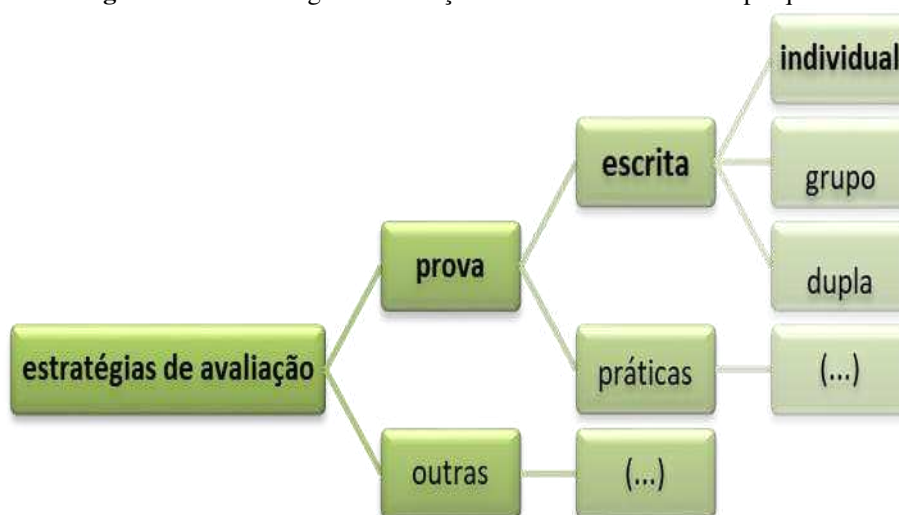 individual
escrita
grupo
prova
dupla
estratégias de avaliação
práticas
(...)
outras
(...)